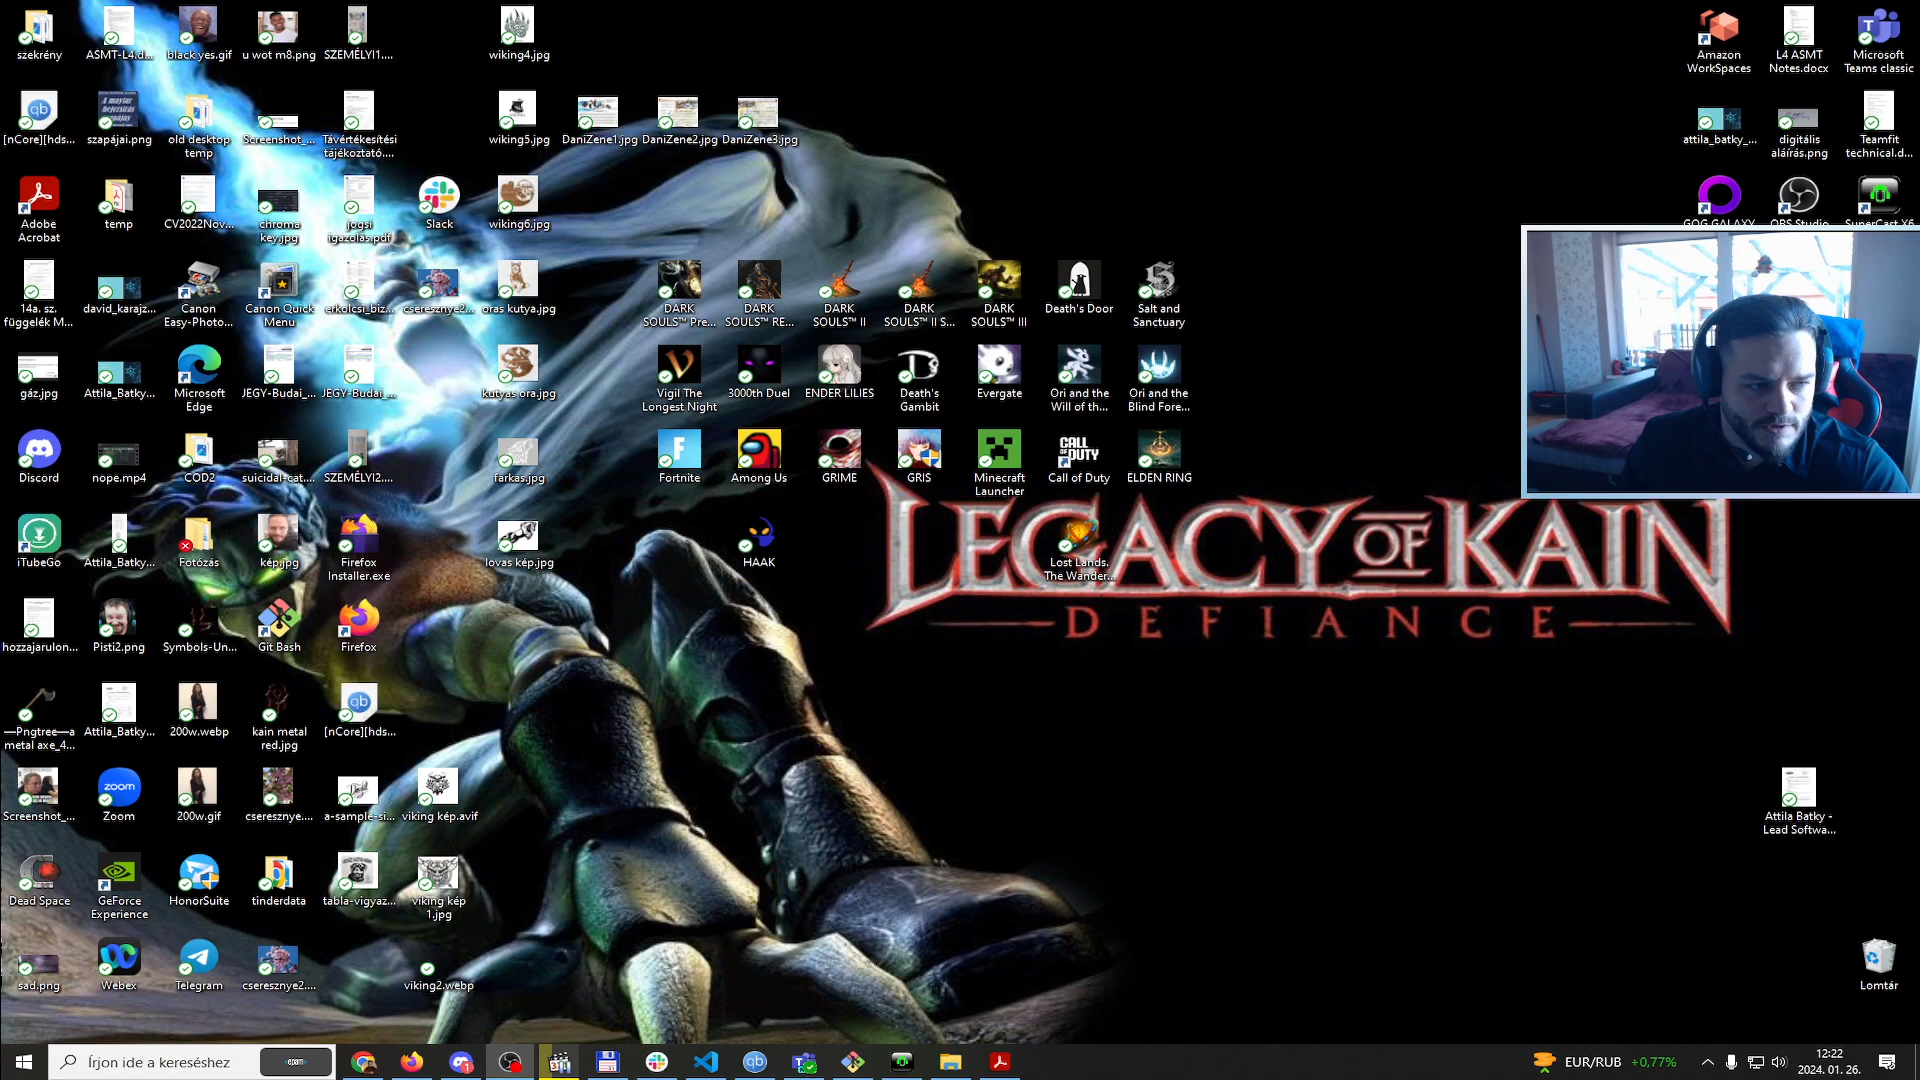 szekrény
ASMT-L4.d...
black yes.gif
u wot m8.png
SZEMÉLYI1....
wiking4.jpg
Amazon
WorkSpaces
L4 ASMT
Notes.docx
Microsoft
Teams classic
[nCore][hds...
szapájai.png
old desktop
temp
Screenshot_...
Távértékesítési
tájékoztató....
wiking5.jpg
DaniZene1.jpg
DaniZene2.jpg
DaniZene3.jpg
attila_batky_...
digitális
aláírás.png
Teamfit
technical.d...
Adobe
Acrobat
temp
CV2022Nov...
chroma
key.jpg
jogsi
igazolás.pdf
Slack
wiking6.jpg
GOG GALAXY
OBS Studio
SuperCast X6
14a. sz.
függelék M...
david_karajz...
Canon
Easy-Photo...
Canon Quick
Menu
erkolcsi_biz...
cseresznye2...
oras kutya.jpg
DARK
SOULS™ Pre...
DARK
SOULS™ RE...
DARK
SOULS™ II
DARK
SOULS™ II S...
DARK
SOULS™ III
Death's Door
Salt and
Sanctuary
gáz.jpg
Attila_Batky...
Microsoft
Edge
JEGY-Budai_...
JEGY-Budai_...
kutyas ora.jpg
Vigil The
Longest Night
3000th Duel
ENDER LILIES
Death's
Gambit
Evergate
Ori and the
Will of th...
Ori and the
Blind Fore...
Discord
nope.mp4
COD2
suicidal-cat....
SZEMÉLYI2....
farkas.jpg
Fortnite
Among Us
GRIME
GRIS
Minecraft
Launcher
CALL OF DUTY
Call of Duty
ELDEN RING
iTubeGo
Attila_Batky...
Fotózás
kép.jpg
Firefox
Installer.exe
lovas kép.jpg
HAAK
Lost Lands.
The Wander...
LEGACY OF KAIN
DEFIANCE
hozzajarulon...
Pisti2.png
Symbols-Un...
Git Bash
Firefox
—Pngtree—a
metal axe_4...
Attila_Batky...
200w.webp
kain metal
red.jpg
[nCore][hds...
Screenshot_...
zoom
Zoom
200w.gif
cseresznye....
a-sample-si...
viking kép.avif
Attila Batky -
Lead Softwa...
Dead Space
GeForce
Experience
HonorSuite
tinderdata
tabla-vigyaz...
viking kép
1.jpg
sad.png
Webex
Telegram
cseresznye2....
viking2.webp
Lomtár
Írjon ide a kereséshez
<epam>
EUR/RUB +0,77%
12:22
2024. 01. 26.